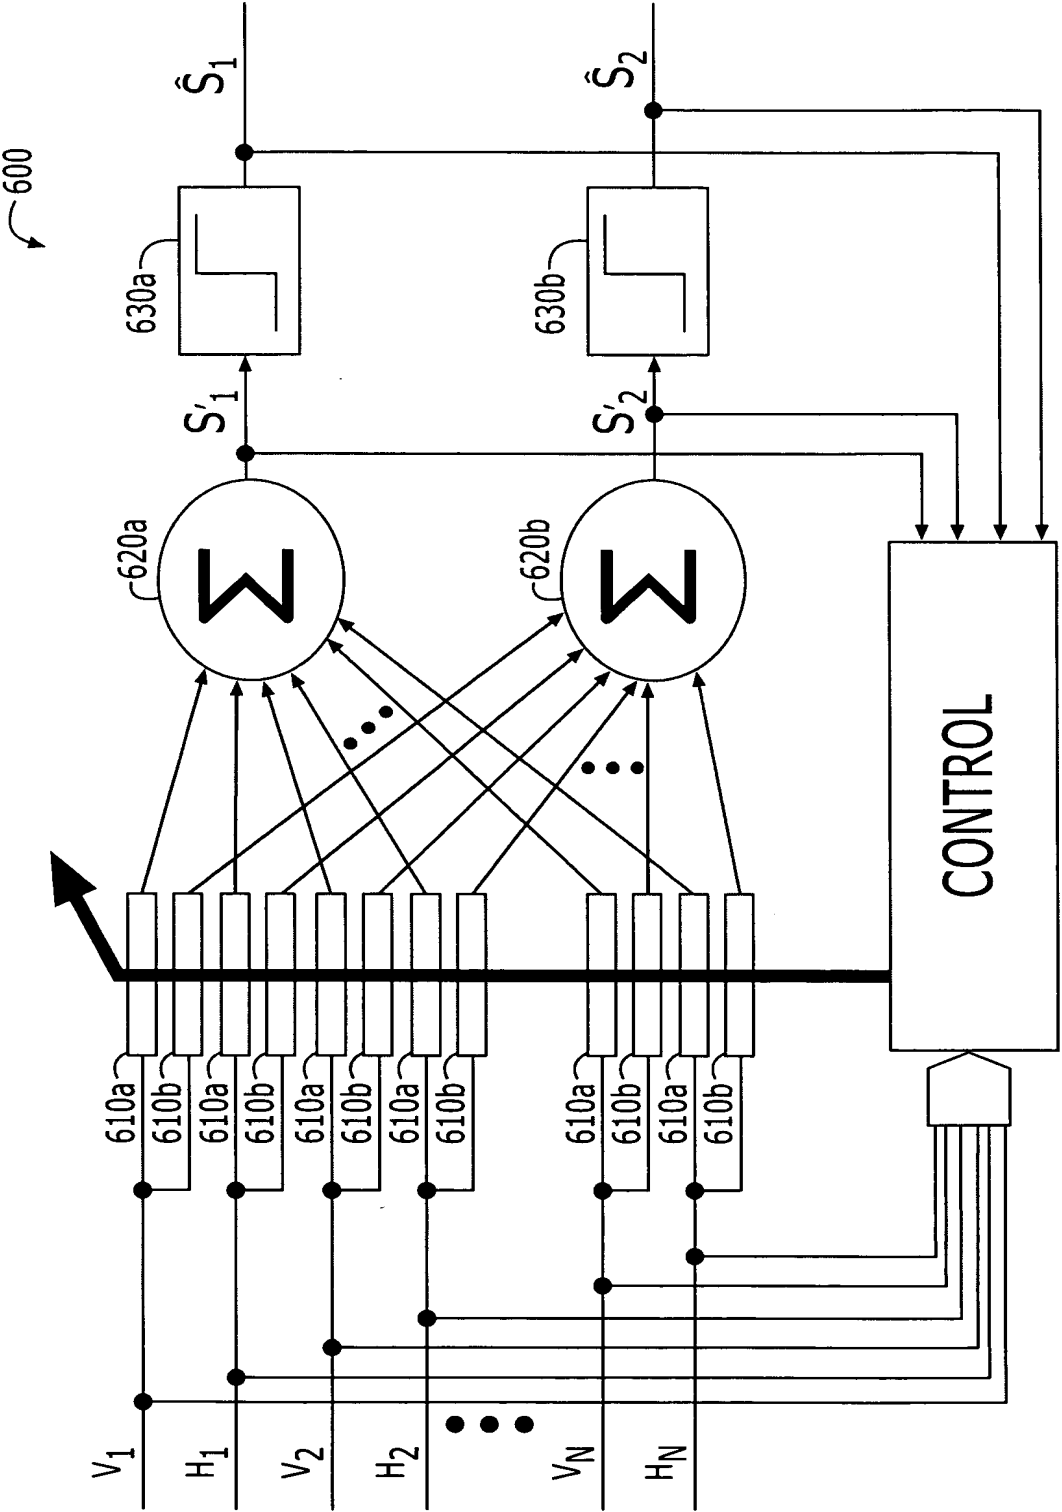 600
V1
H1
V2
H2
VN
HN
610a
610b
610a
610b
610a
610b
610a
610b
610a
610b
610a
610b
Σ
620a
Σ
620b
S'1
S'2
630a
630b
Ŝ1
Ŝ2
CONTROL